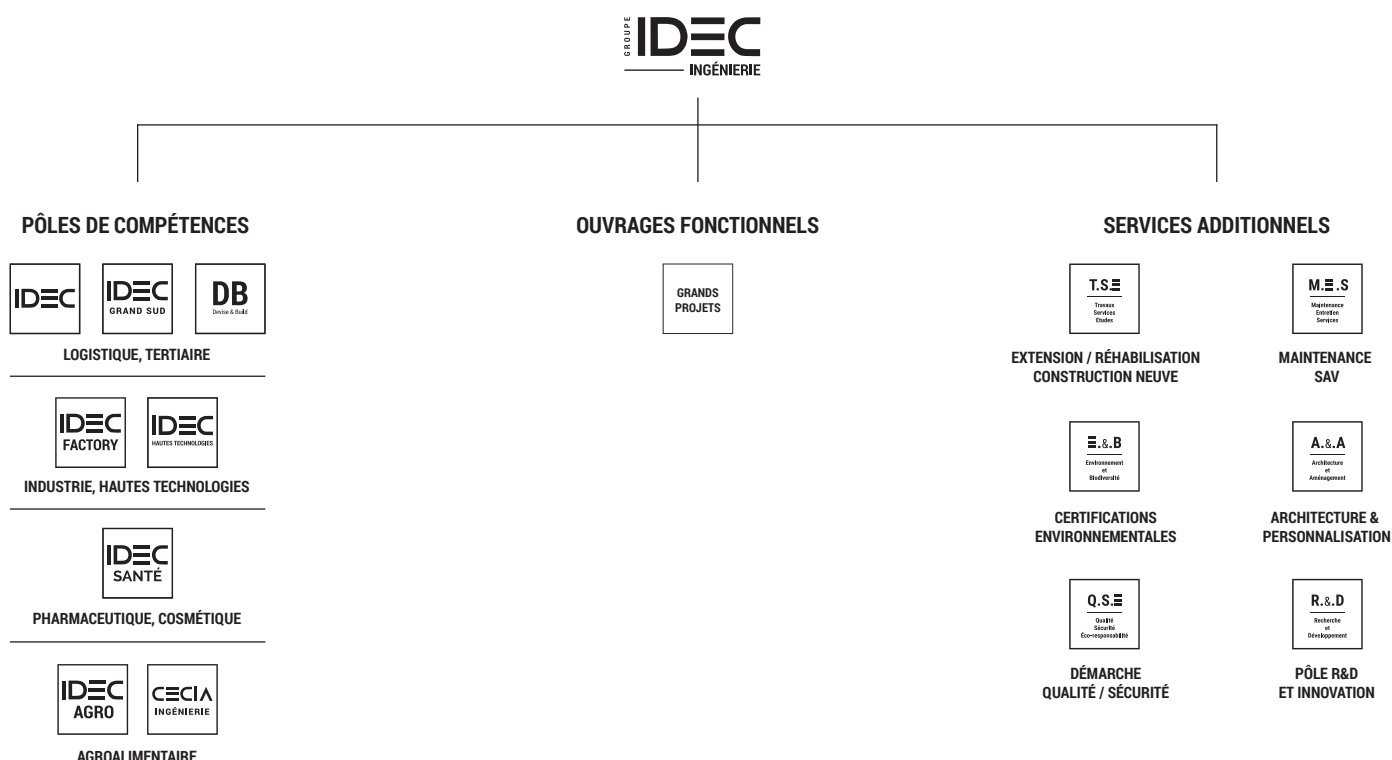 GROUPE
IDEC
INGÉNIERIE
PÔLES DE COMPÉTENCES
IDEC
IDEC
GRAND SUD
DB
Devise & Build
LOGISTIQUE, TERTIAIRE
IDEC
FACTORY
IDEC
HAUTES TECHNOLOGIES
INDUSTRIE, HAUTES TECHNOLOGIES
IDEC
SANTÉ
PHARMACEUTIQUE, COSMÉTIQUE
IDEC
AGRO
CECIA
INGÉNIERIE
AGROALIMENTAIRE
OUVRAGES FONCTIONNELS
GRANDS
PROJETS
SERVICES ADDITIONNELS
T.S.E
Travaux
Services
Etudes
EXTENSION / RÉHABILISATION
CONSTRUCTION NEUVE
M.E.S
Maintenance
Entretien
Services
MAINTENANCE
SAV
E.&.B
Environnement
et
Biodiversité
CERTIFICATIONS
ENVIRONNEMENTALES
A.&.A
Architecture
et
Aménagement
ARCHITECTURE &
PERSONNALISATION
Q.S.E
Qualité
Sécurité
Éco-responsabilité
DÉMARCHE
QUALITÉ / SÉCURITÉ
R.&.D
Recherche
et
Développement
PÔLE R&D
ET INNOVATION